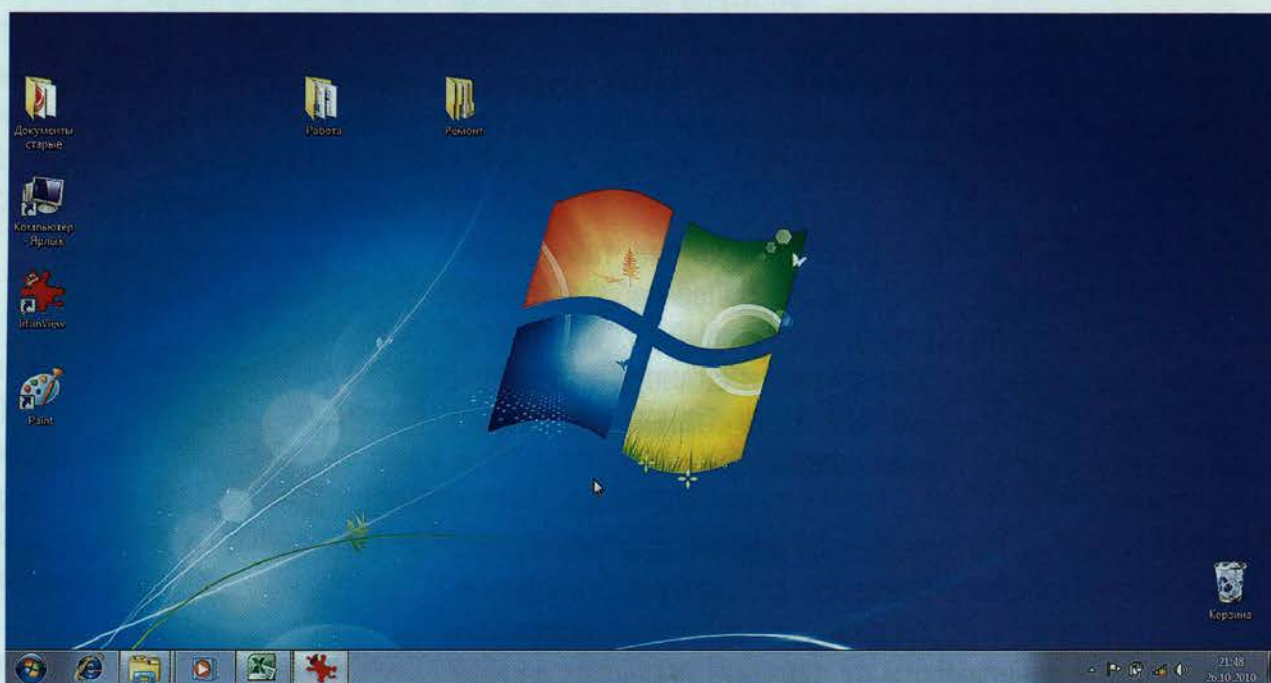 Документы
старые
Работа
Ремонт
Компьютер
- Ярлык
IrfanView
Paint
Корзина
21:48
26.10.2010